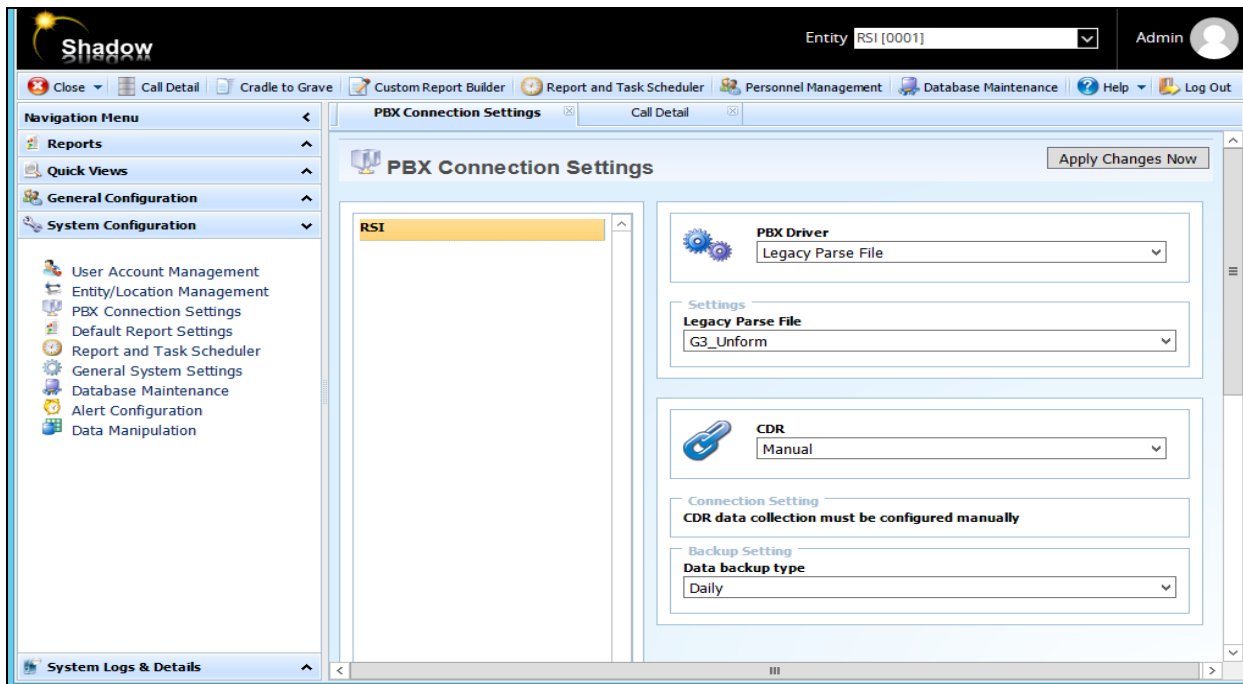 Shadow
Entity RSI [0001] Admin
Close Call Detail Cradle to Grave Custom Report Builder Report and Task Scheduler Personnel Management Database Maintenance Help Log Out
Navigation Menu
Reports
Quick Views
General Configuration
System Configuration
User Account Management
Entity/Location Management
PBX Connection Settings
Default Report Settings
Report and Task Scheduler
General System Settings
Database Maintenance
Alert Configuration
Data Manipulation
System Logs & Details
PBX Connection Settings Call Detail
PBX Connection Settings
Apply Changes Now
RSI
PBX Driver
Legacy Parse File
Settings
Legacy Parse File
G3_Unform
CDR
Manual
Connection Setting
CDR data collection must be configured manually
Backup Setting
Data backup type
Daily